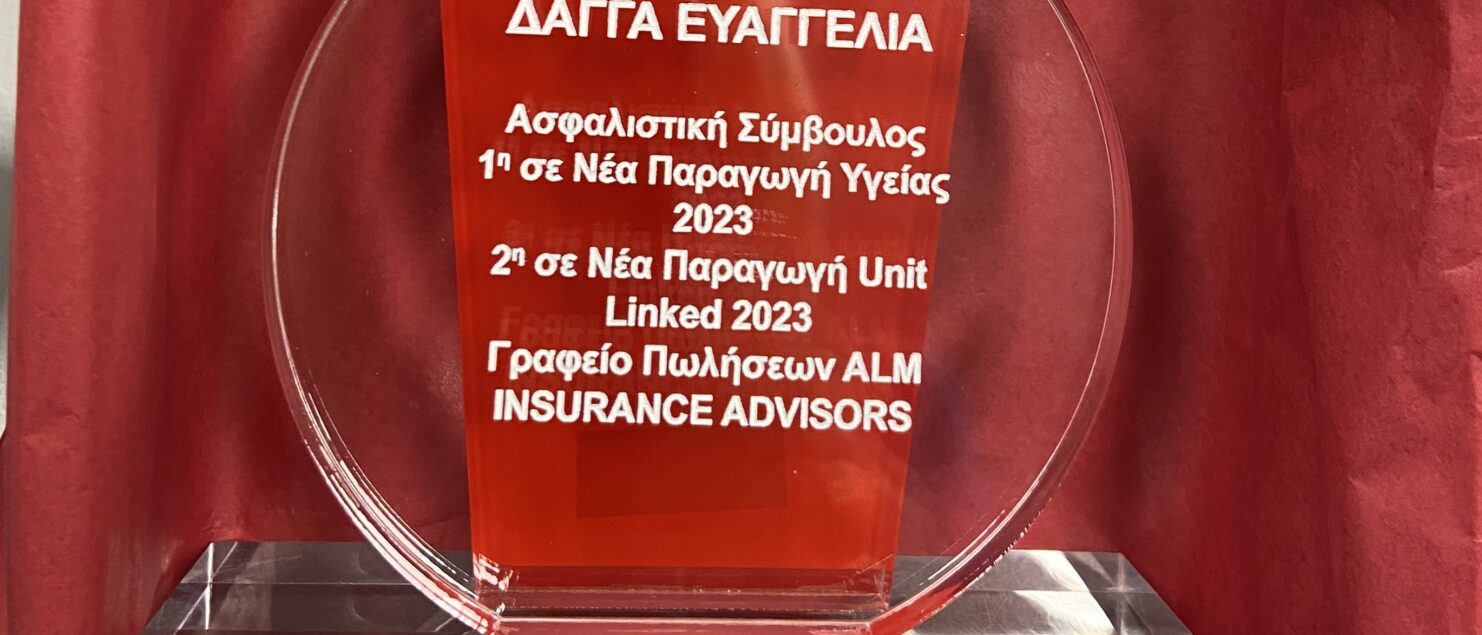 ΔΑΓΓΑ ΕΥΑΓΓΕΛΙΑ
Ασφαλιστική Σύμβουλος
1η σε Νέα Παραγωγή Υγείας
2023
2η σε Νέα Παραγωγή Unit
Linked 2023
Γραφείο Πωλήσεων ALM
INSURANCE ADVISORS